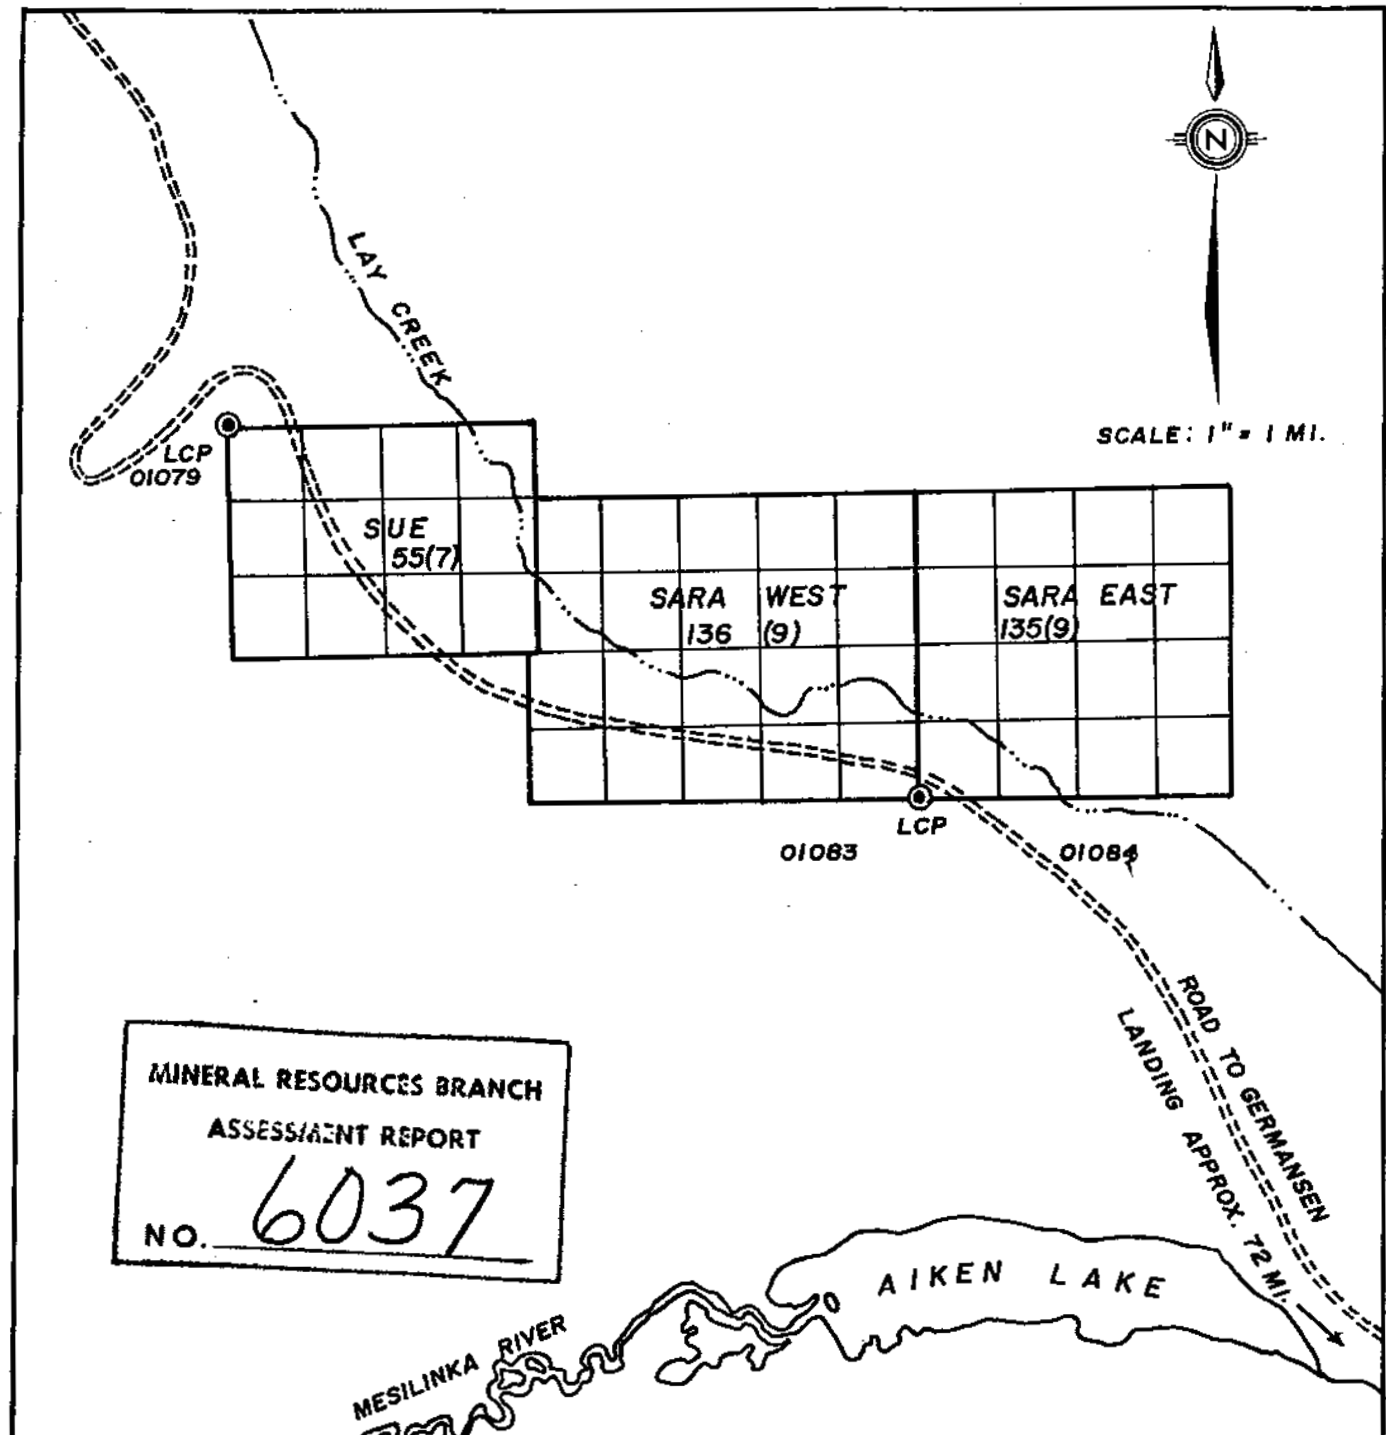 N
LAY CREEK
SCALE: 1" = 1 MI.
LCP
01079
SUE
55(7)
SARA WEST
136 (9)
SARA EAST
135(9)
LCP
01083
01084
ROAD TO GERMANSEN
LANDING APPROX. 72 MI.
MINERAL RESOURCES BRANCH
ASSESSMENT REPORT
NO. 6037
AIKEN LAKE
MESILINKA RIVER